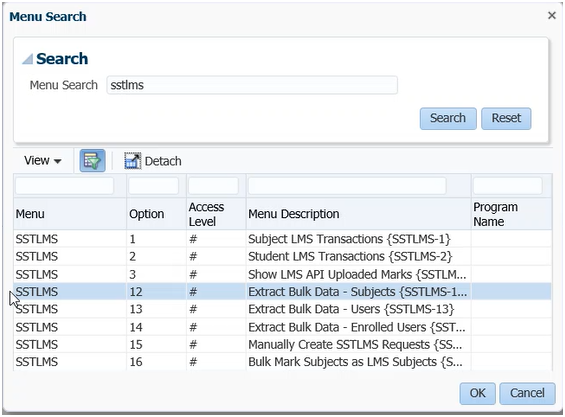 Menu Search
Search
Menu Search sstlms
Search Reset
View Detach
Menu Option Access Level Menu Description Program Name
SSTLMS 1 # Subject LMS Transactions {SSTLMS-1}
SSTLMS 2 # Student LMS Transactions {SSTLMS-2}
SSTLMS 3 # Show LMS API Uploaded Marks {SSTLM...
SSTLMS 12 # Extract Bulk Data - Subjects {SSTLMS-1...
SSTLMS 13 # Extract Bulk Data - Users {SSTLMS-13}
SSTLMS 14 # Extract Bulk Data - Enrolled Users {SST...
SSTLMS 15 # Manually Create SSTLMS Requests {SS...
SSTLMS 16 # Bulk Mark Subjects as LMS Subjects {S...
OK Cancel